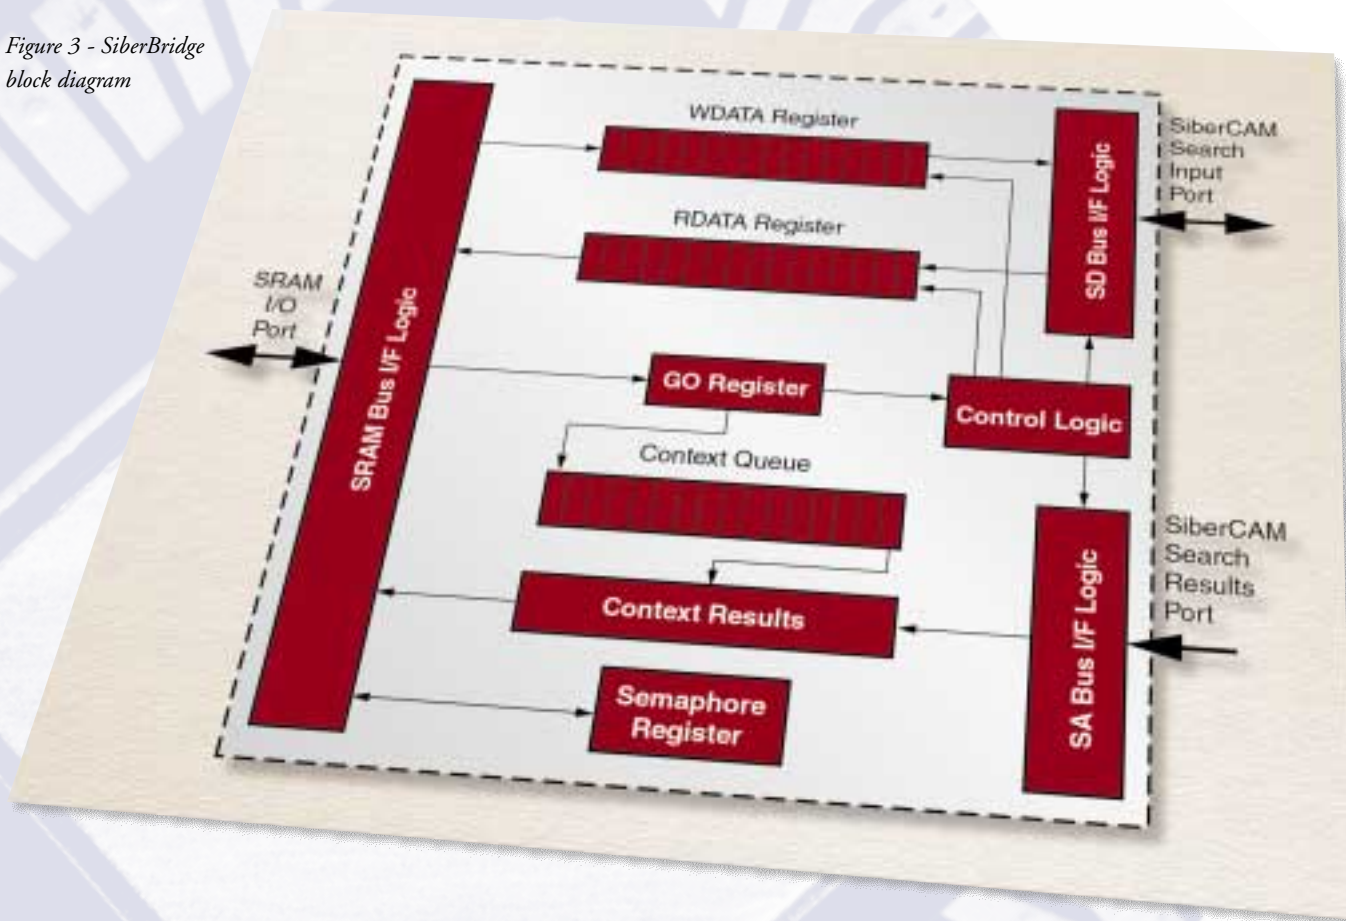 Figure 3 - SiberBridge
block diagram
WDATA Register
SiberCAM
Search
Input
Port
SD Bus I/F Logic
RDATA Register
SRAM
I/O
Port
SRAM Bus I/F Logic
GO Register
Control Logic
Context Queue
SiberCAM
Search
Results
Port
Context Results
SA Bus I/F Logic
Semaphore
Register